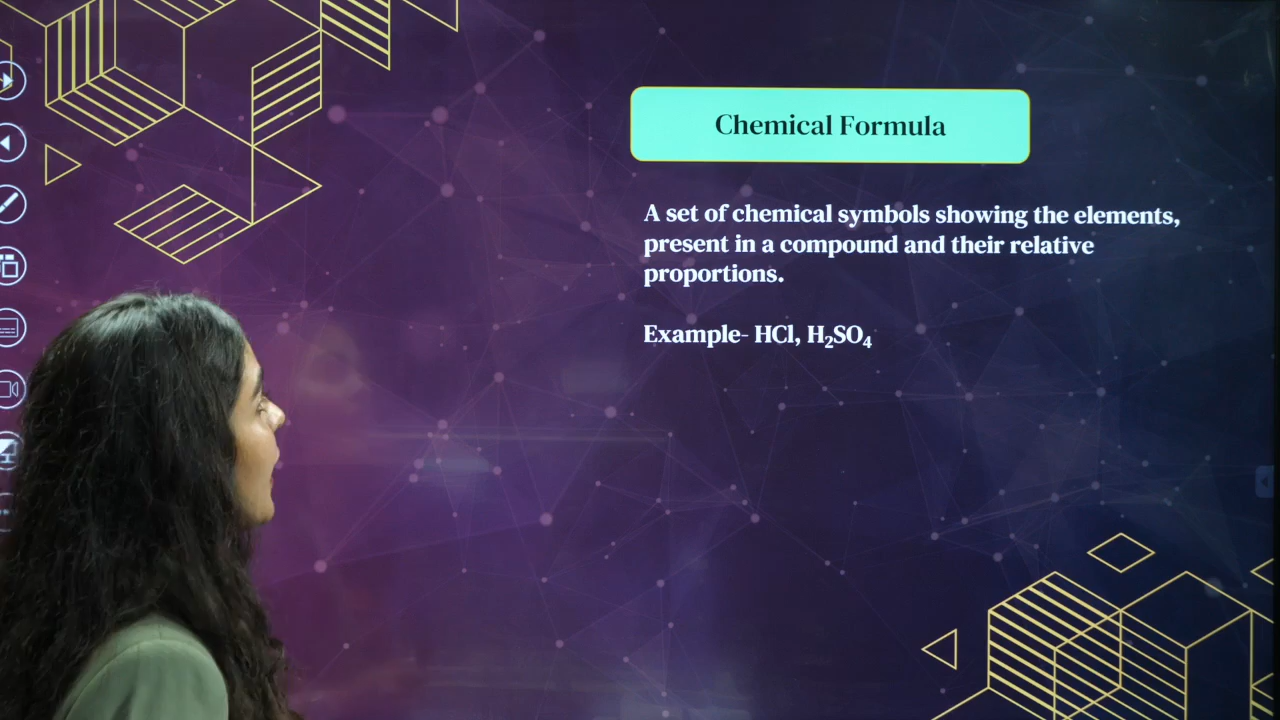 Chemical Formula
A set of chemical symbols showing the elements,
present in a compound and their relative
proportions.
Example- HCl, H₂SO₄